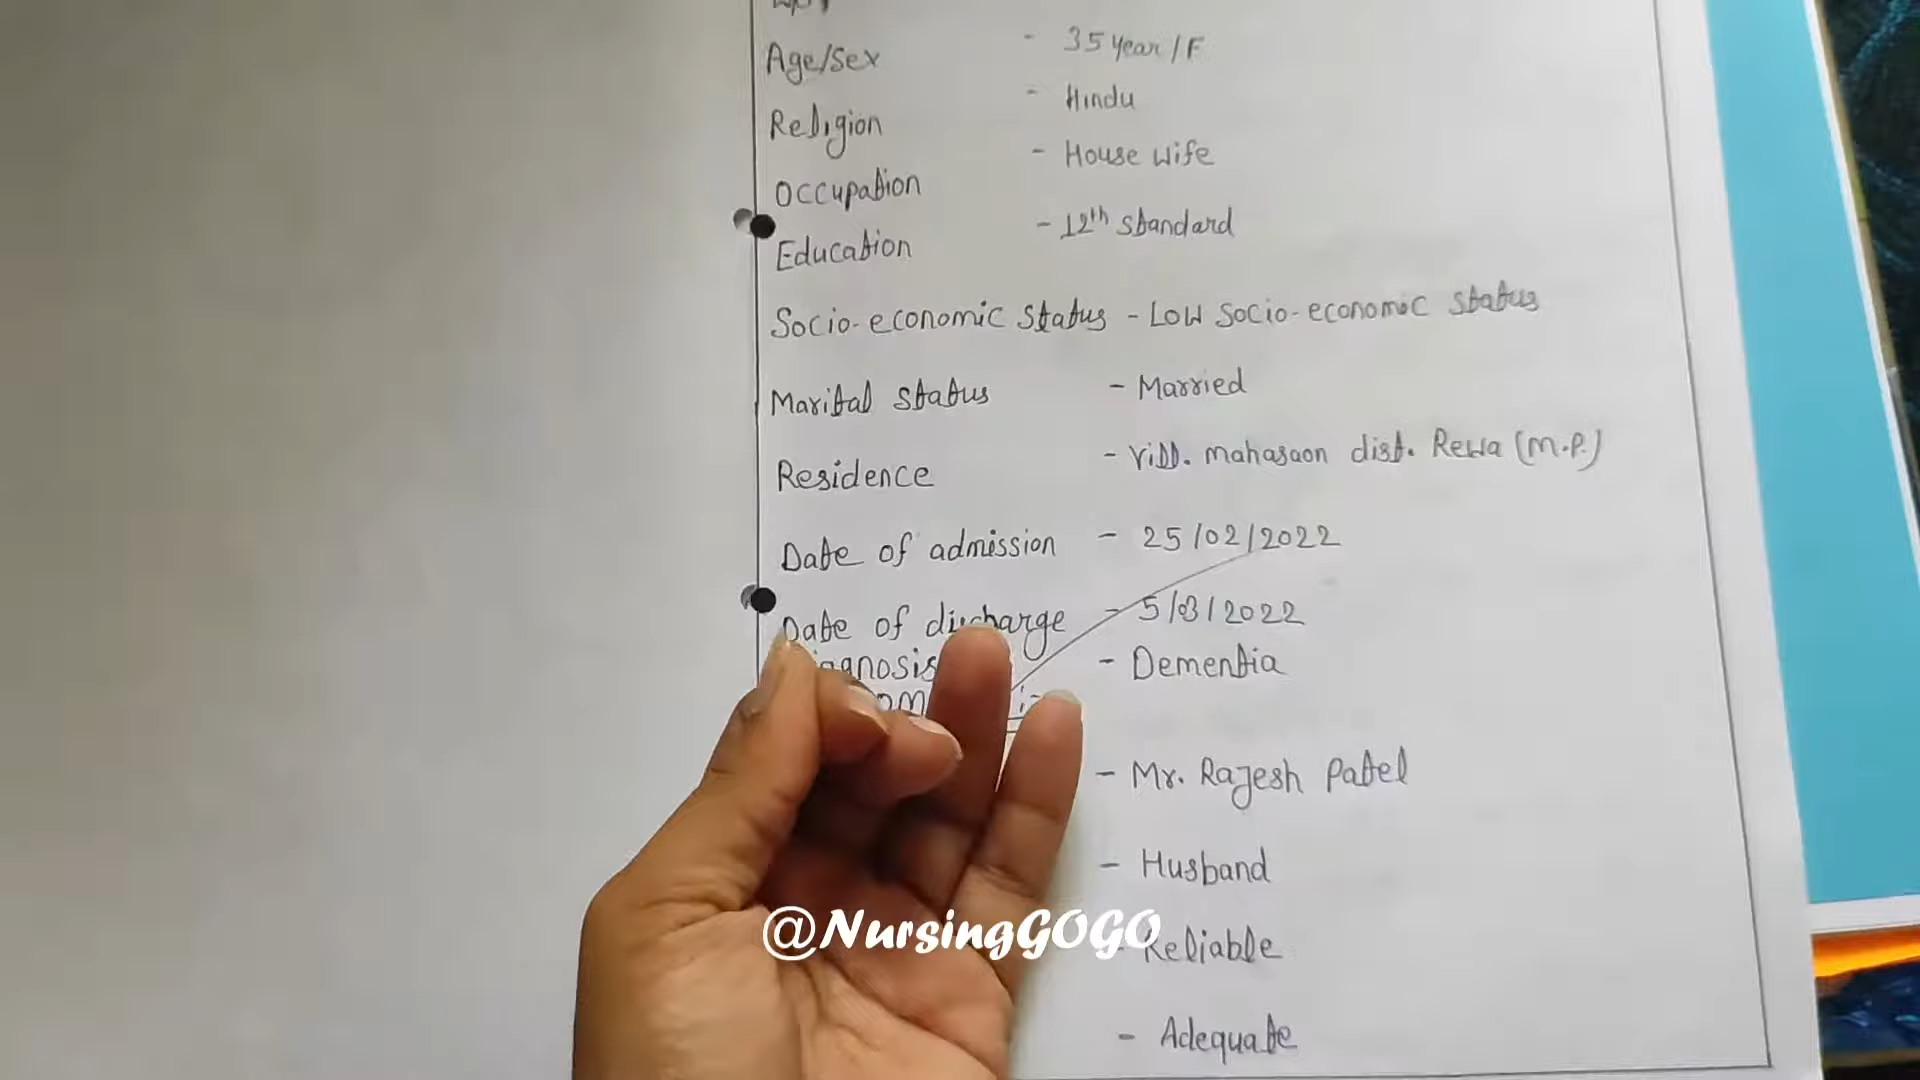 Age/Sex - 35 year/F
Religion - Hindu
Occupation - House wife
Education - 12th standard
Socio-economic status - Low socio-economic status
Marital status - Married
Residence - Vill. mahasaon dist. Rewa (M.P.)
Date of admission - 25/02/2022
Date of discharge - 5/03/2022
- Dementia
- Mr. Rajesh Patel
- Husband
@NursingGOGO
- Reliable
- Adequate